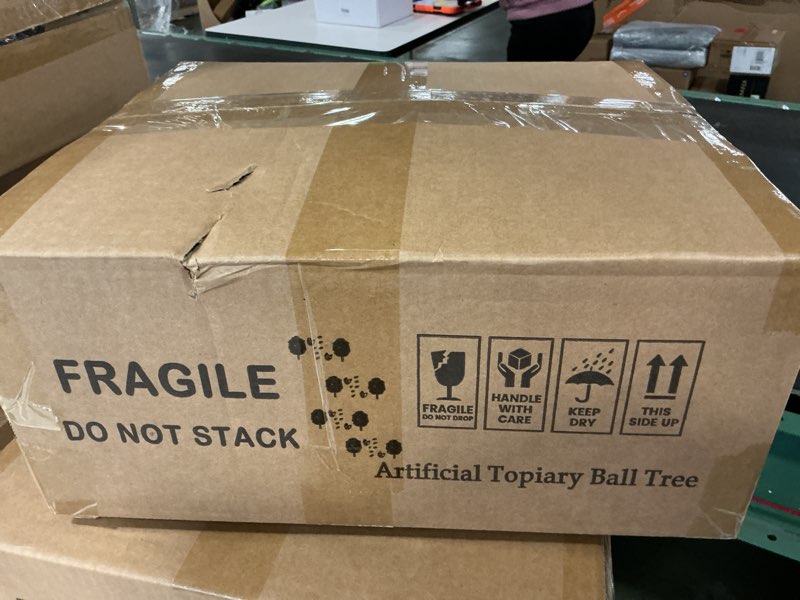 FRAGILE
DO NOT STACK
FRAGILE
DO NOT DROP
HANDLE
WITH
CARE
KEEP
DRY
THIS
SIDE UP
Artificial Topiary Ball Tree